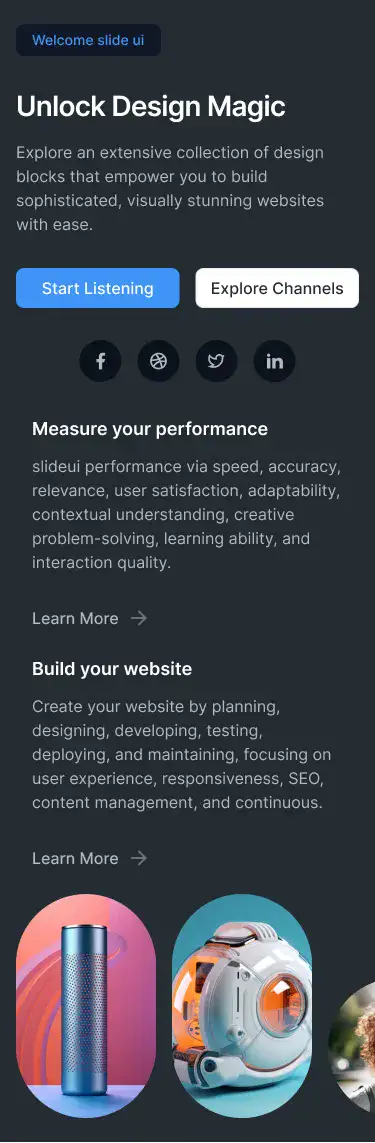 Welcome slide ui
Unlock Design Magic
Explore an extensive collection of design
blocks that empower you to build
sophisticated, visually stunning websites
with ease.
Start Listening
Explore Channels
Measure your performance
slideui performance via speed, accuracy,
relevance, user satisfaction, adaptability,
contextual understanding, creative
problem-solving, learning ability, and
interaction quality.
Learn More
Build your website
Create your website by planning,
designing, developing, testing,
deploying, and maintaining, focusing on
user experience, responsiveness, SEO,
content management, and continuous.
Learn More